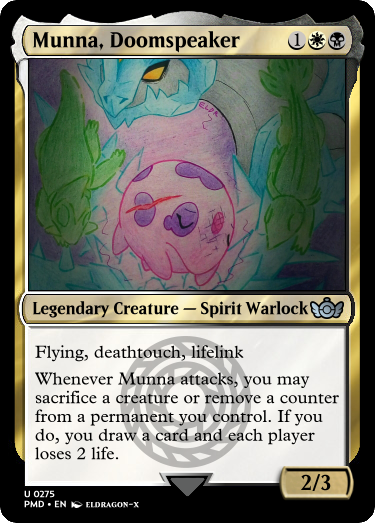 Munna, Doomspeaker 1
ELDR
Legendary Creature — Spirit Warlock
Flying, deathtouch, lifelink
Whenever Munna attacks, you may
sacrifice a creature or remove a counter
from a permanent you control. If you
do, you draw a card and each player
loses 2 life.
2/3
U 0275
PMD • EN ELDRAGON-X